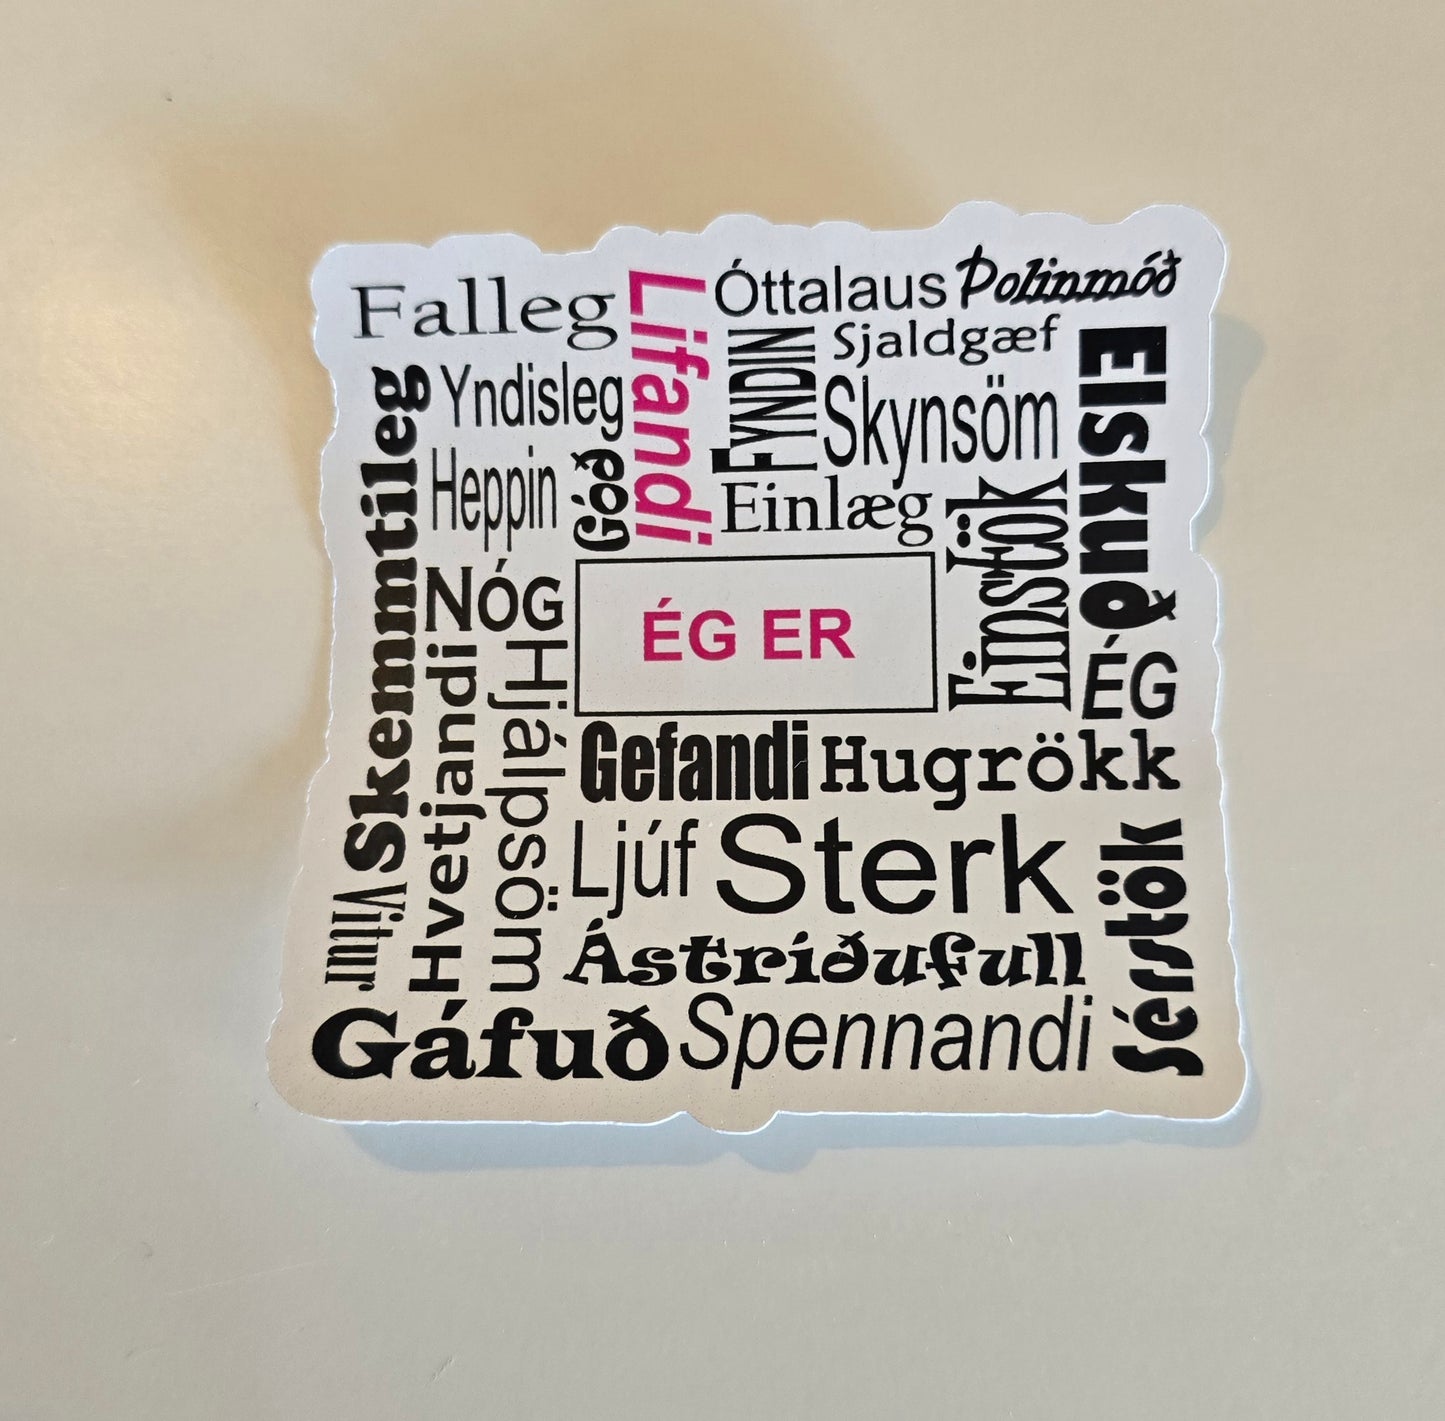 Falleg
Lifandi
Óttalaus
Þolinmóð
Yndisleg
FYNDIN
Sjaldgæf
Elskuð
Skemmtileg
Heppin
Góð
Skynsöm
Einlæg
Einstök
NÓG
ÉG ER
ÉG
Hvetjandi
Hjálpsöm
Gefandi
Hugrökk
Ljúf
Sterk
Sérstök
Vitur
Ástríðufull
Gáfuð
Spennandi